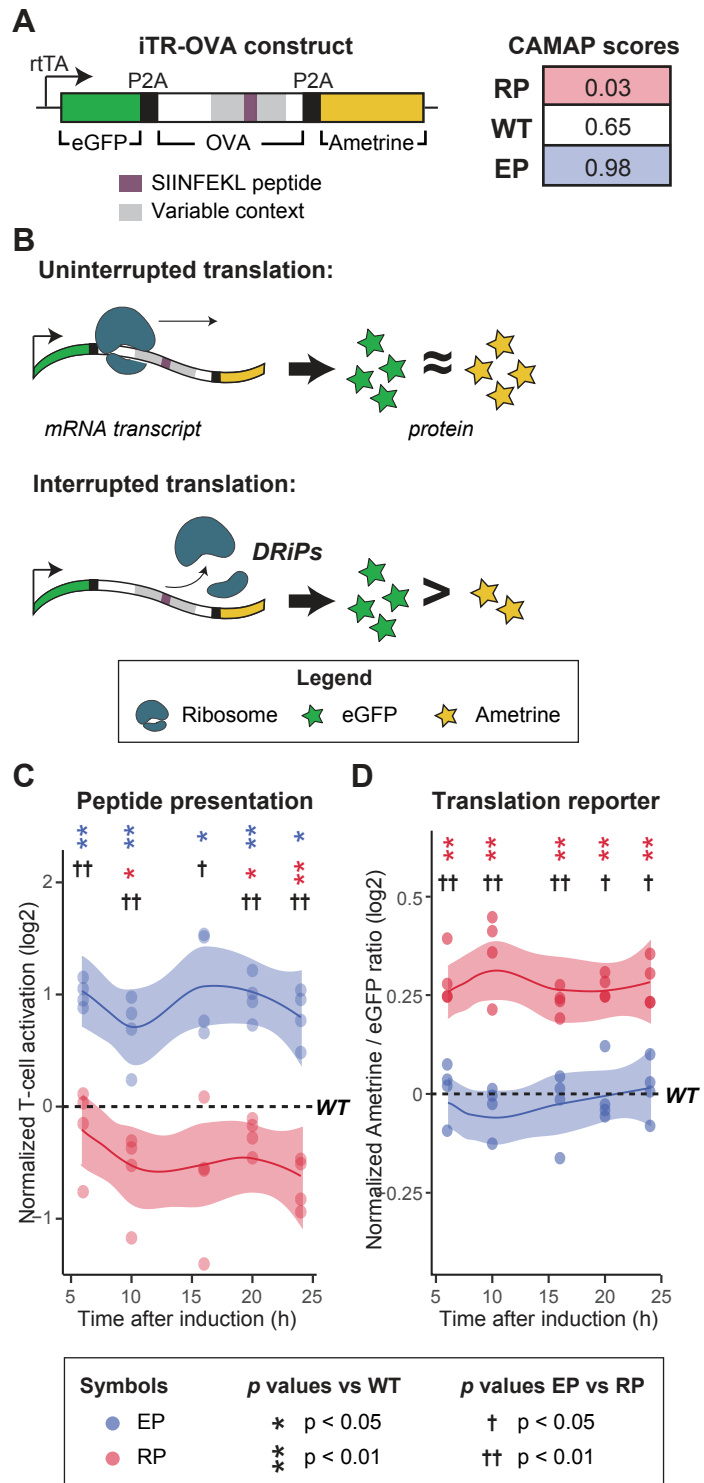 A
iTR-OVA construct
CAMAP scores
rtTA
P2A
P2A
eGFP
OVA
Ametrine
RP
0.03
WT
0.65
EP
0.98
SIINFEKL peptide
Variable context
B
Uninterrupted translation:
≈
mRNA transcript
protein
Interrupted translation:
DRiPs
>
Legend
Ribosome
eGFP
Ametrine
C
Peptide presentation
** ** * ** *
* * **
†† † 
†† †† ††
Normalized T-cell activation (log2)
2
1
0
−1
WT
5 10 15 20 25
Time after induction (h)
D
Translation reporter
** ** ** ** **
†† †† †† † †
Normalized Ametrine / eGFP ratio (log2)
0.5
0.25
0
−0.25
WT
5 10 15 20 25
Time after induction (h)
Symbols
p values vs WT
p values EP vs RP
EP
* p < 0.05
† p < 0.05
RP
** p < 0.01
†† p < 0.01